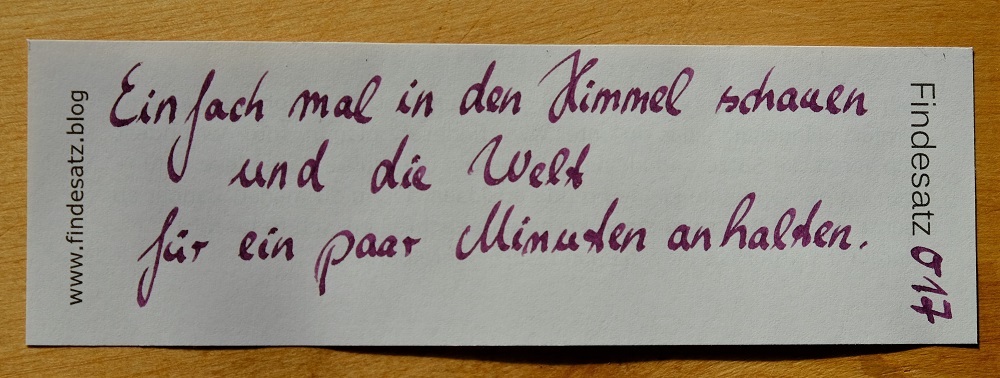 www.findesatz.blog
Einfach mal in den Himmel schauen
und die Welt
für ein paar Minuten anhalten.
Findesatz 017